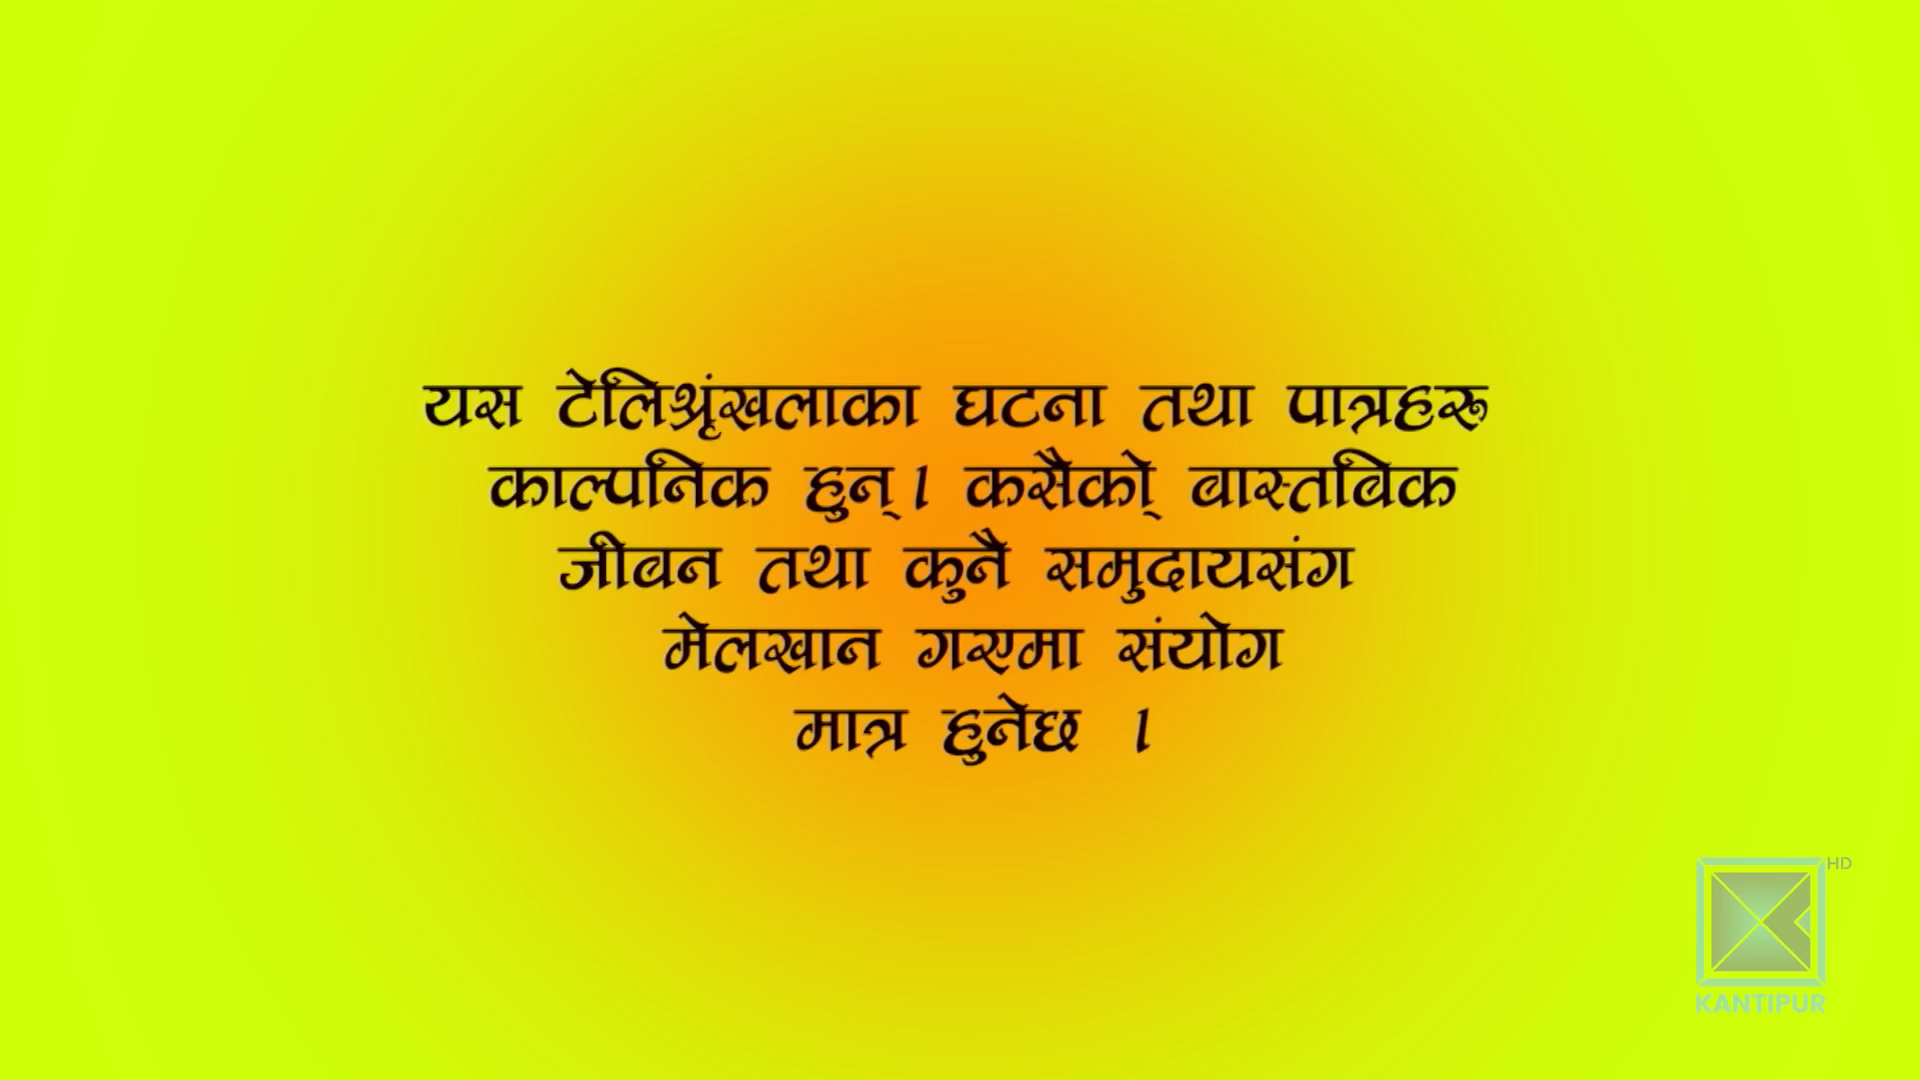 यस टेलिश्रृंखलाका घटना तथा पात्रहरू
काल्पनिक हुन्। कसैको् वास्तविक
जीवन तथा कुनै समुदायसंग
मेलखान गएमा संयोग
मात्र हुनेछ ।
HD
KANTIPUR